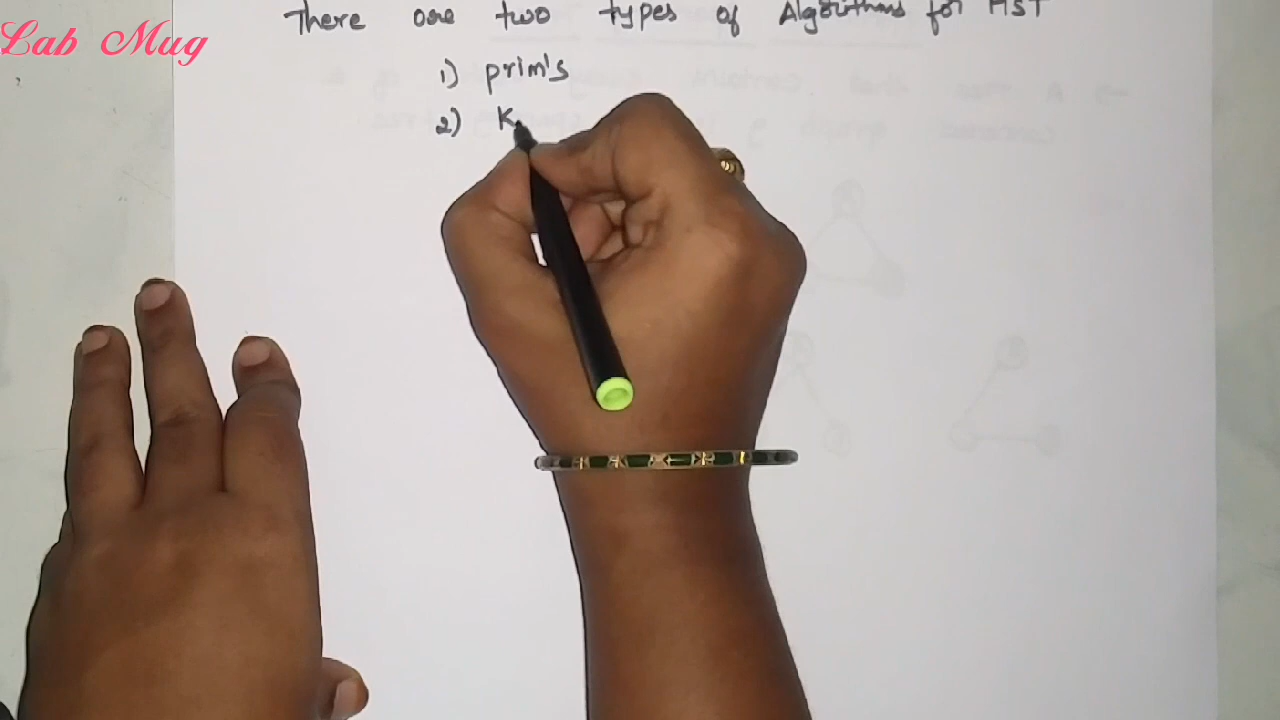 There are two types of Algorithms for MST
Lab Mug
1) prim's
2) K